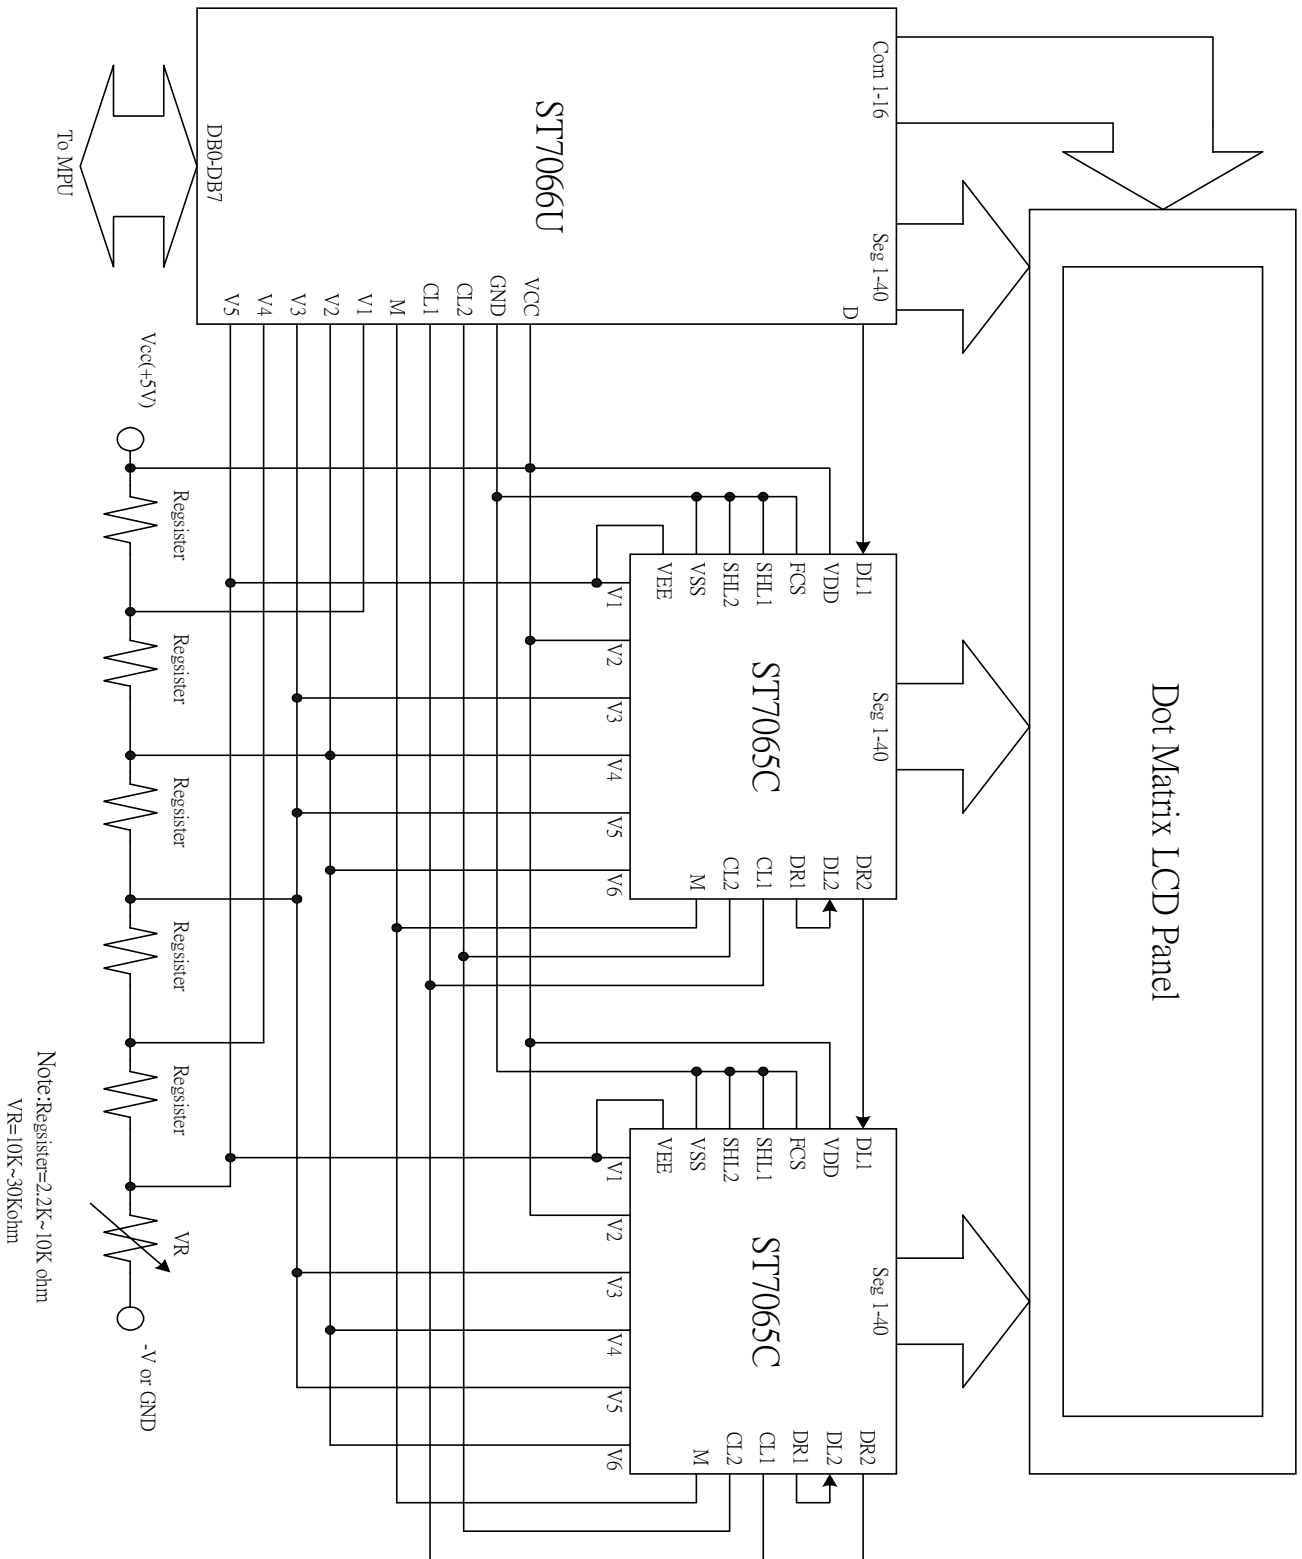 Dot Matrix LCD Panel
Com 1-16
Seg 1-40
D
ST7066U
DB0-DB7
To MPU
VCC
GND
CL2
CL1
M
V1
V2
V3
V4
V5
Seg 1-40
ST7065C
DL1
VDD
FCS
SHL1
SHL2
VSS
VEE
V1
V2
V3
V4
V5
V6
DR2
DL2
DR1
CL1
CL2
M
Seg 1-40
ST7065C
DL1
VDD
FCS
SHL1
SHL2
VSS
VEE
V1
V2
V3
V4
V5
V6
DR2
DL2
DR1
CL1
CL2
M
Vcc(+5V)
Regsister
Regsister
Regsister
Regsister
Regsister
VR
-V or GND
Note:Regsister=2.2K~10K ohm
VR=10K~30Kohm